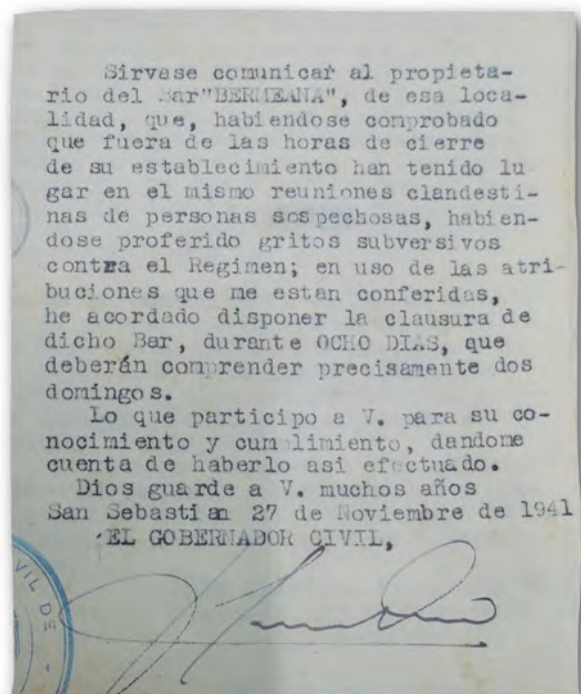 Sirvase comunicar al propieta-
rio del Bar"BERMEANA", de esa loca-
lidad, que, habiendose comprobado
que fuera de las horas de cierre
de su establecimiento han tenido lu
gar en el mismo reuniones clandesti-
nas de personas sospechosas, habien-
dose proferido gritos subversivos
contra el Regimen; en uso de las atri-
buciones que me estan conferidas,
he acordado disponer la clausura de
dicho Bar, durante OCHO DIAS, que
deberán comprender precisamente dos
domingos.
Lo que participo a V. para su co-
nocimiento y cumplimiento, dandome
cuenta de haberlo asi efectuado.
Dios guarde a V. muchos años
San Sebastian 27 de Noviembre de 1941
EL GOBERNADOR CIVIL,
VIL DE -